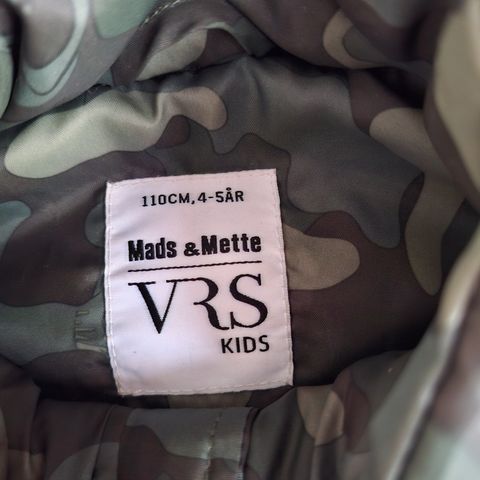 110CM, 4-5ÅR
Mads & Mette
VRS
KIDS